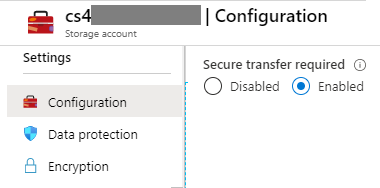 cs4 | Configuration
Storage account
Settings
Configuration
Data protection
Encryption
Secure transfer required
Disabled Enabled